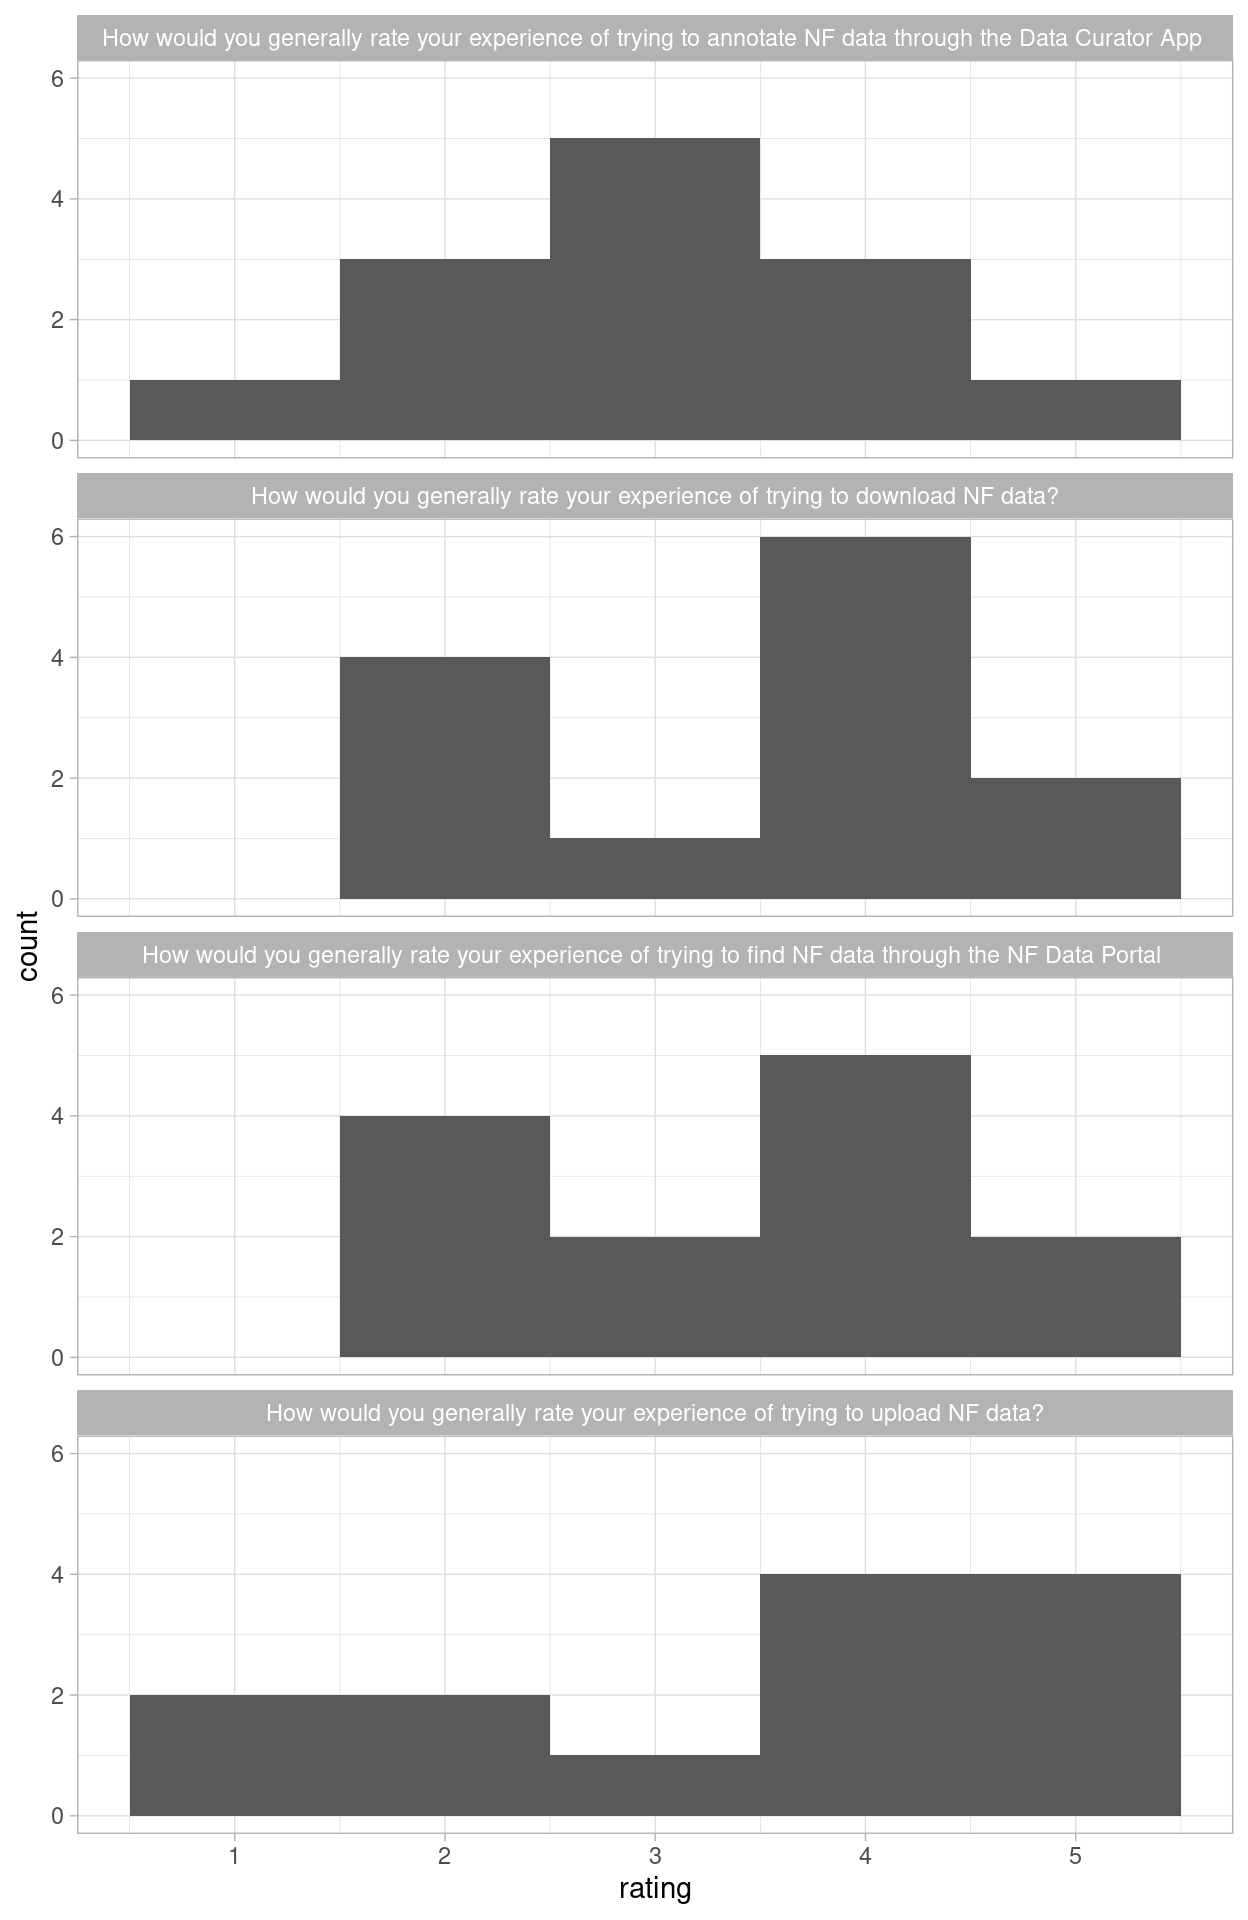 How would you generally rate your experience of trying to annotate NF data through the Data Curator App
6
4
2
0
How would you generally rate your experience of trying to download NF data?
6
4
2
0
count
How would you generally rate your experience of trying to find NF data through the NF Data Portal
6
4
2
0
How would you generally rate your experience of trying to upload NF data?
6
4
2
0
1 2 3 4 5
rating